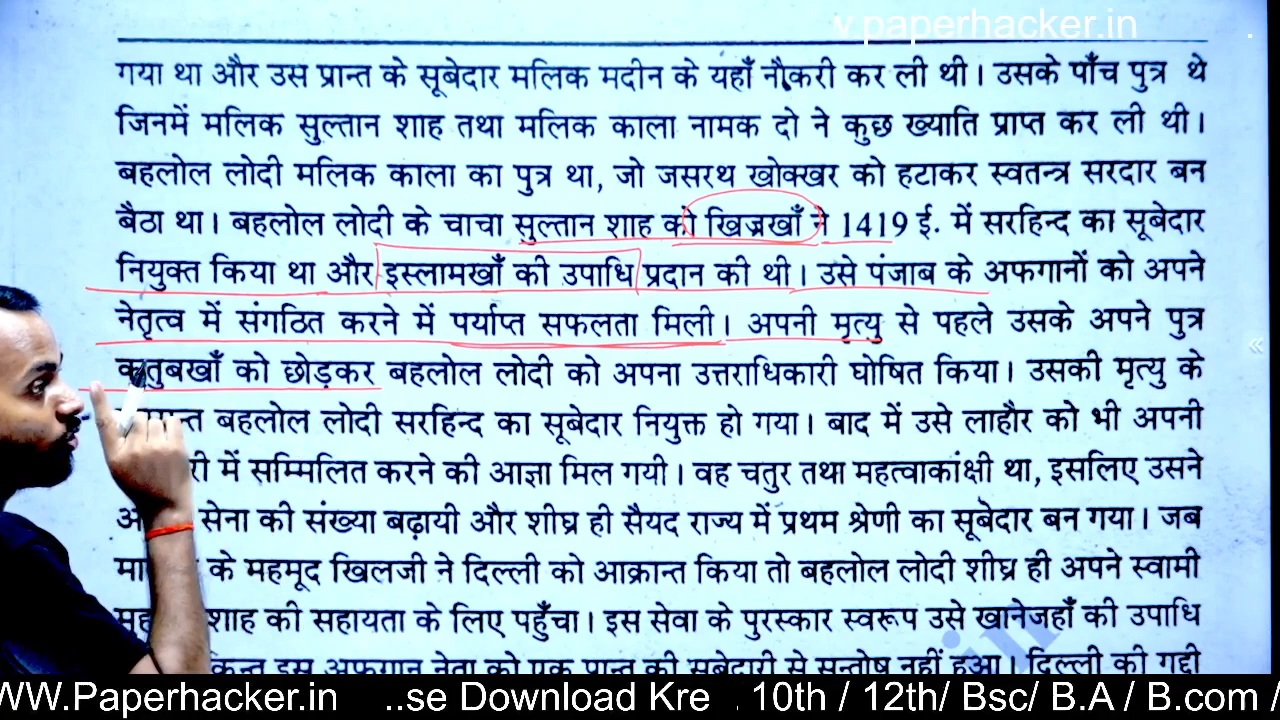 .paperhacker.in
गया था और उस प्रान्त के सूबेदार मलिक मदीन के यहाँ नौकरी कर ली थी। उसके पाँच पुत्र थे
जिनमें मलिक सुल्तान शाह तथा मलिक काला नामक दो ने कुछ ख्याति प्राप्त कर ली थी।
बहलोल लोदी मलिक काला का पुत्र था, जो जसरथ खोक्खर को हटाकर स्वतन्त्र सरदार बन
बैठा था। बहलोल लोदी के चाचा सुल्तान शाह को खिज्रखाँ ने 1419 ई. में सरहिन्द का सूबेदार
नियुक्त किया था और इस्लामखाँ की उपाधि प्रदान की थी। उसे पंजाब के अफगानों को अपने
नेतृत्व में संगठित करने में पर्याप्त सफलता मिली। अपनी मृत्यु से पहले उसके अपने पुत्र
कुतुबखाँ को छोड़कर बहलोल लोदी को अपना उत्तराधिकारी घोषित किया। उसकी मृत्यु के
बहलोल लोदी सरहिन्द का सूबेदार नियुक्त हो गया। बाद में उसे लाहौर को भी अपनी
में सम्मिलित करने की आज्ञा मिल गयी। वह चतुर तथा महत्वाकांक्षी था, इसलिए उसने
सेना की संख्या बढ़ायी और शीघ्र ही सैयद राज्य में प्रथम श्रेणी का सूबेदार बन गया। जब
के महमूद खिलजी ने दिल्ली को आक्रान्त किया तो बहलोल लोदी शीघ्र ही अपने स्वामी
शाह की सहायता के लिए पहुँचा। इस सेवा के पुरस्कार स्वरूप उसे खानेजहाँ की उपाधि
इस अफगान नेता को एक प्रान्त की सूबेदारी से सन्तोष नहीं हुआ। दिल्ली की गद्दी
WW.Paperhacker.in ..se Download Kre . 10th / 12th/ Bsc/ B.A / B.com /